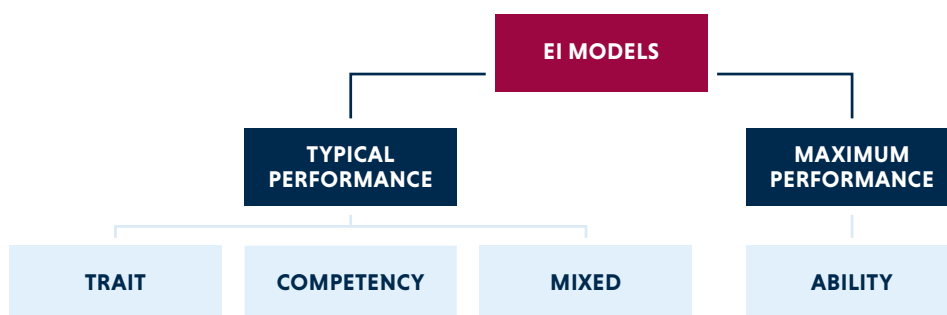 EI MODELS
TYPICAL
PERFORMANCE
MAXIMUM
PERFORMANCE
TRAIT
COMPETENCY
MIXED
ABILITY